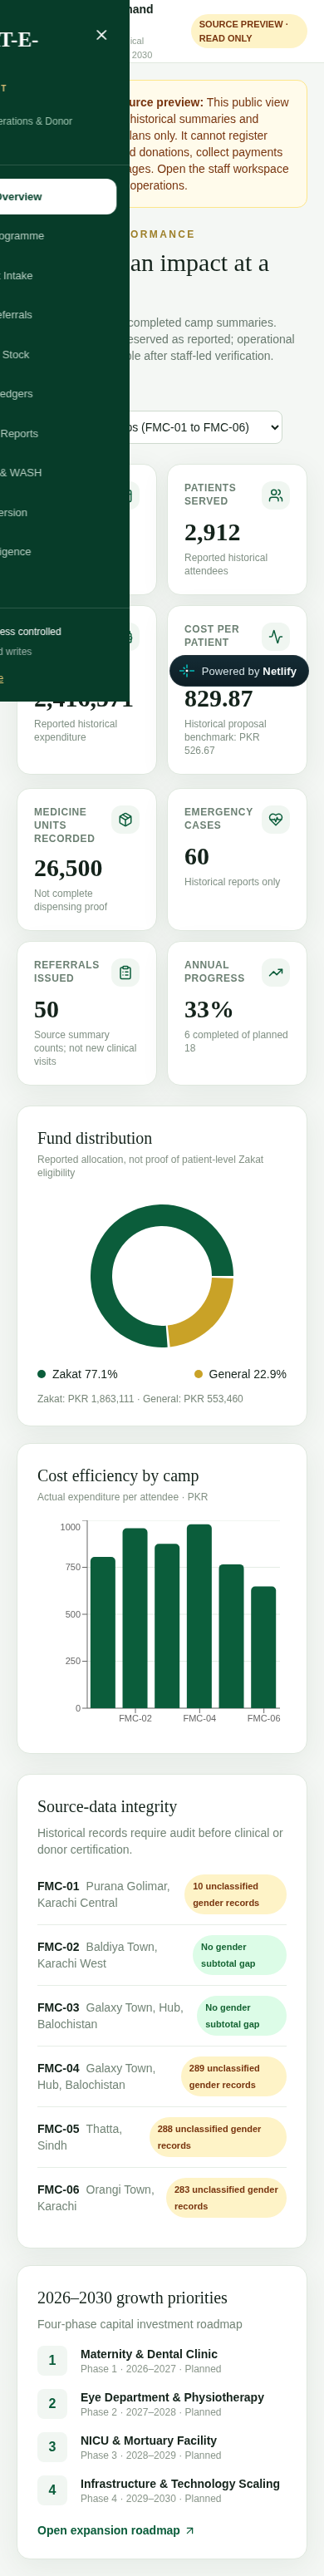 T-E-
T
erations & Donor
Overview
ogramme
Intake
eferrals
Stock
edgers
Reports
& WASH
ersion
ligence
ess controlled
d writes
e
and
ical
2030
SOURCE PREVIEW ·
READ ONLY
urce preview: This public view
historical summaries and
lans only. It cannot register
d donations, collect payments
ages. Open the staff workspace
operations.
ORMANCE
an impact at a
completed camp summaries.
eserved as reported; operational
ble after staff-led verification.
s (FMC-01 to FMC-06)
PATIENTS
SERVED
2,912
Reported historical
attendees
2,416,571
Reported historical
expenditure
COST PER
PATIENT
Powered by Netlify
829.87
Historical proposal
benchmark: PKR
526.67
MEDICINE
UNITS
RECORDED
26,500
Not complete
dispensing proof
EMERGENCY
CASES
60
Historical reports only
REFERRALS
ISSUED
50
Source summary
counts; not new clinical
visits
ANNUAL
PROGRESS
33%
6 completed of planned
18
Fund distribution
Reported allocation, not proof of patient-level Zakat
eligibility
Zakat 77.1%
General 22.9%
Zakat: PKR 1,863,111 · General: PKR 553,460
Cost efficiency by camp
Actual expenditure per attendee · PKR
1000
750
500
250
0
FMC-02 FMC-04 FMC-06
Source-data integrity
Historical records require audit before clinical or
donor certification.
FMC-01 Purana Golimar,
Karachi Central
10 unclassified
gender records
FMC-02 Baldiya Town,
Karachi West
No gender
subtotal gap
FMC-03 Galaxy Town, Hub,
Balochistan
No gender
subtotal gap
FMC-04 Galaxy Town,
Hub, Balochistan
289 unclassified
gender records
FMC-05 Thatta,
Sindh
288 unclassified gender
records
FMC-06 Orangi Town,
Karachi
283 unclassified gender
records
2026–2030 growth priorities
Four-phase capital investment roadmap
1
Maternity & Dental Clinic
Phase 1 · 2026–2027 · Planned
2
Eye Department & Physiotherapy
Phase 2 · 2027–2028 · Planned
3
NICU & Mortuary Facility
Phase 3 · 2028–2029 · Planned
4
Infrastructure & Technology Scaling
Phase 4 · 2029–2030 · Planned
Open expansion roadmap